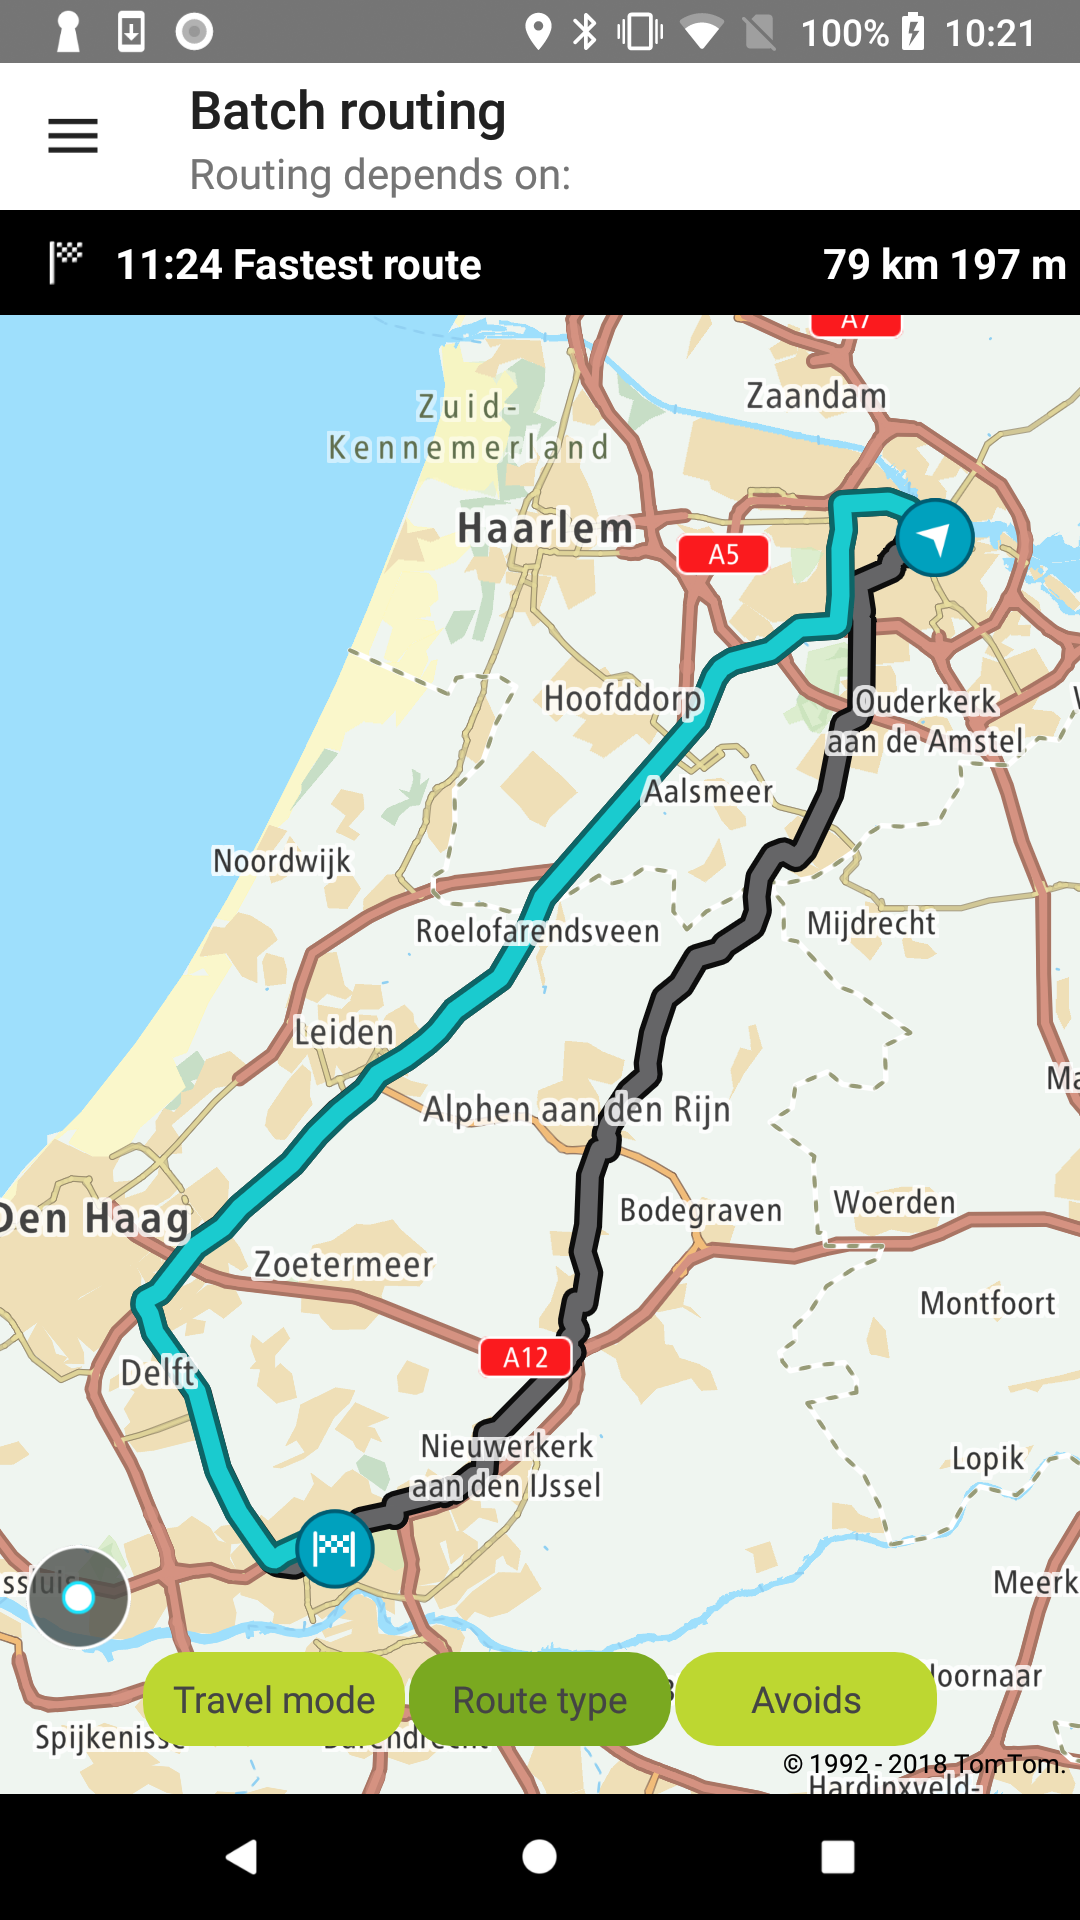 100% 10:21
Batch routing
Routing depends on:
11:24 Fastest route 79 km 197 m
A7
Zaandam
Zuid-
Kennemerland
Haarlem
A5
Hoofddorp
Ouderkerk
aan de Amstel
Aalsmeer
Noordwijk
Mijdrecht
Roelofarendsveen
Leiden
Alphen aan den Rijn
Bodegraven
Woerden
Den Haag
Zoetermeer
Montfoort
A12
Delft
Nieuwerkerk
aan den IJssel
Lopik
Meerk
Travel mode
Route type
Avoids
© 1992 - 2018 TomTom.
Hardinxveld-